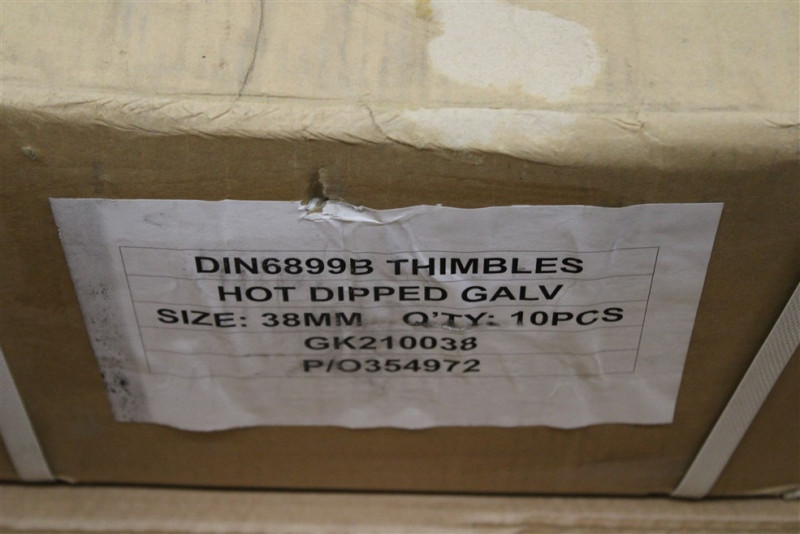 DIN6899B THIMBLES
HOT DIPPED GALV
SIZE: 38MM Q'TY: 10PCS
GK210038
P/O354972